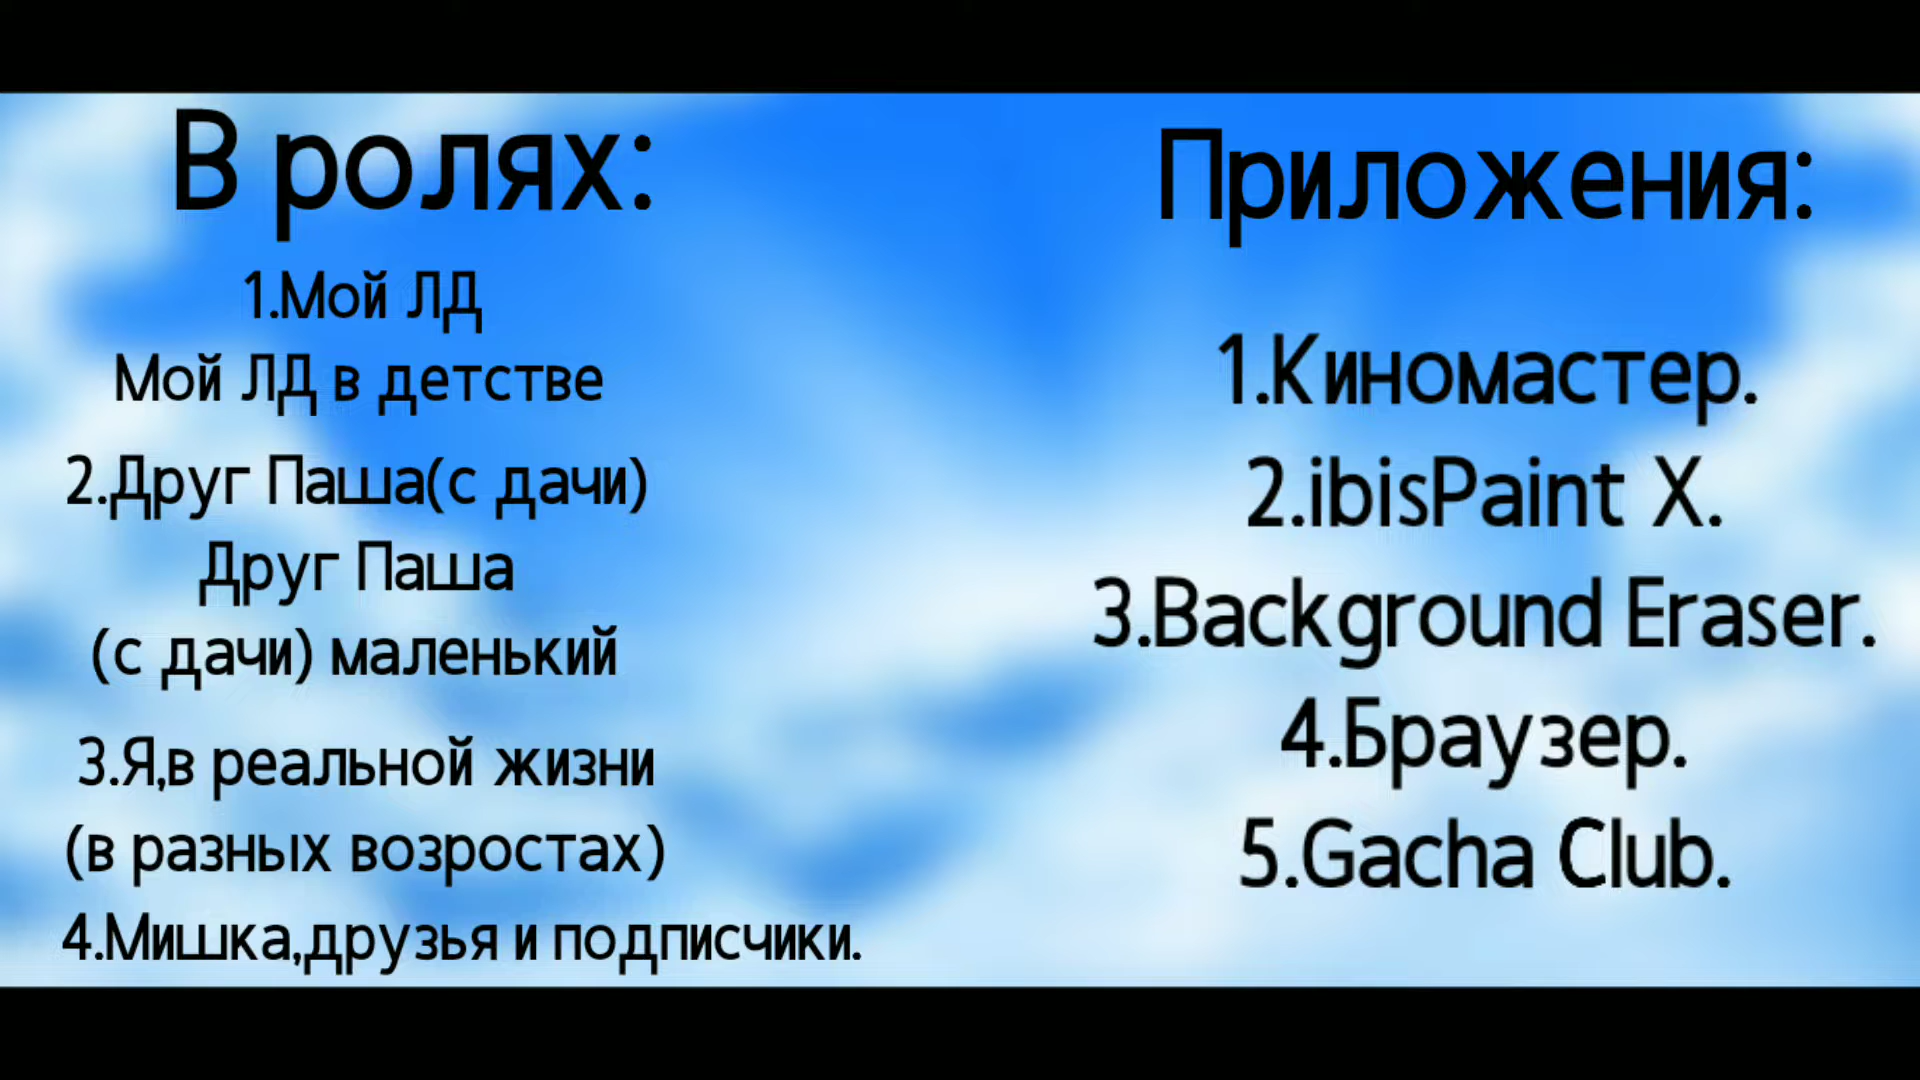 В ролях:
1.Мой ЛД
Мой ЛД в детстве
2.Друг Паша(с дачи)
Друг Паша
(с дачи) маленький
3.Я,в реальной жизни
(в разных возростах)
4.Мишка,друзья и подписчики.
Приложения:
1.Киномастер.
2.ibisPaint X.
3.Background Eraser.
4.Браузер.
5.Gacha Club.